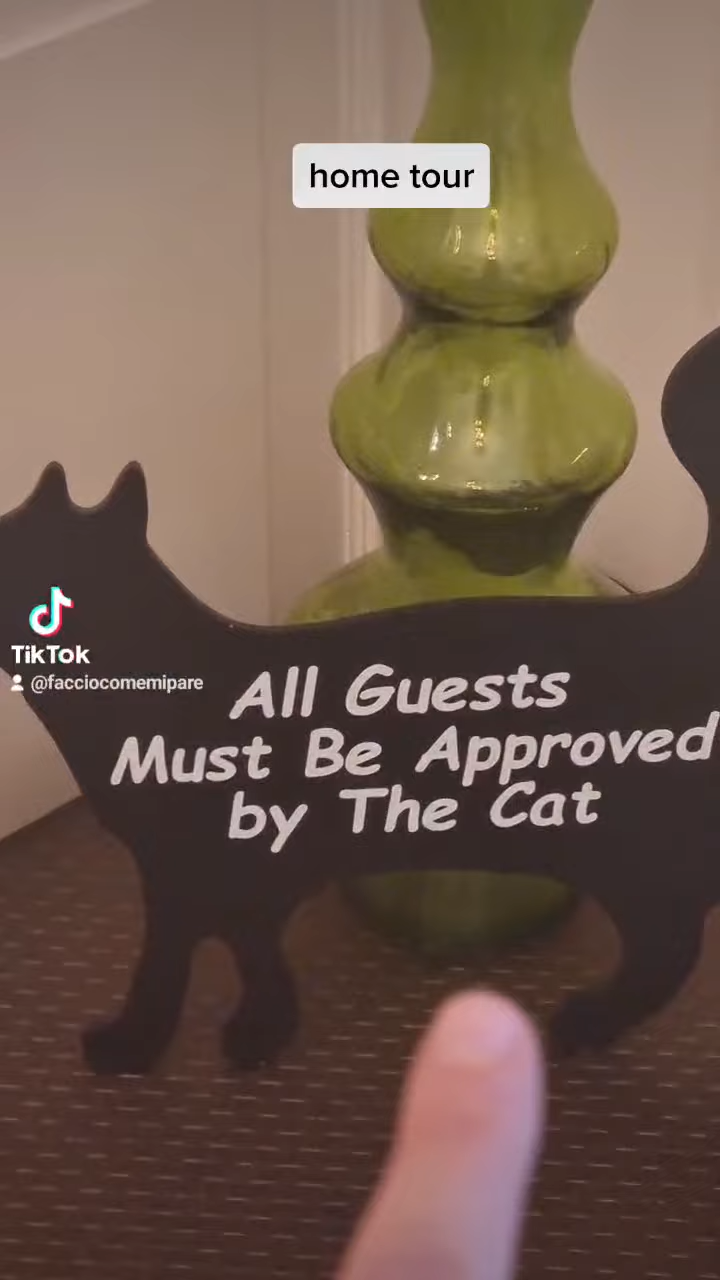 home tour
TikTok
@facciocomemipare
All Guests
Must Be Approved
by The Cat